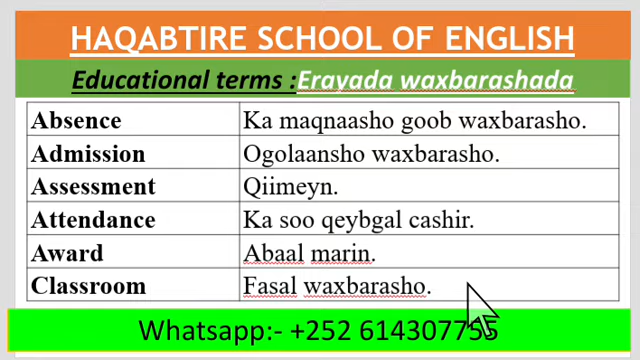 HAQABTIRE SCHOOL OF ENGLISH
Educational terms :Erayada waxbarashada
Absence Ka maqnaasho goob waxbarasho.
Admission Ogolaansho waxbarasho.
Assessment Qiimeyn.
Attendance Ka soo qeybgal cashir.
Award Abaal marin.
Classroom Fasal waxbarasho.
Whatsapp:- +252 614307755